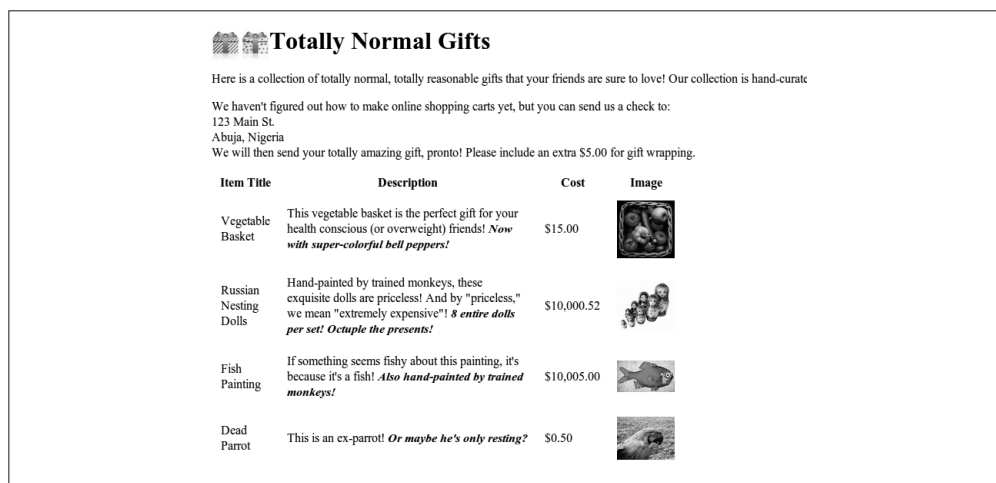 Totally Normal Gifts
Here is a collection of totally normal, totally reasonable gifts that your friends are sure to love! Our collection is
We haven't figured out how to make online shopping carts yet, but you can send us a check to:
123 Main St.
Abuja, Nigeria
We will then send your totally amazing gift, pronto! Please include an extra $5.00 for gift wrapping.
Item Title Description Cost Image
Vegetable
Basket
This vegetable basket is the perfect gift for your
health conscious (or overweight) friends! Now
with super-colorful bell peppers!
$15.00
Russian
Nesting
Dolls
Hand-painted by trained monkeys, these
exquisite dolls are priceless! And by "priceless,"
we mean "extremely expensive"! 8 entire dolls
per set! Octuple the presents!
$10,000.52
Fish
Painting
If something seems fishy about this painting, it's
because it's a fish! Also hand-painted by trained
monkeys!
$10,005.00
Dead
Parrot
This is an ex-parrot! Or maybe he's only resting?
$0.50